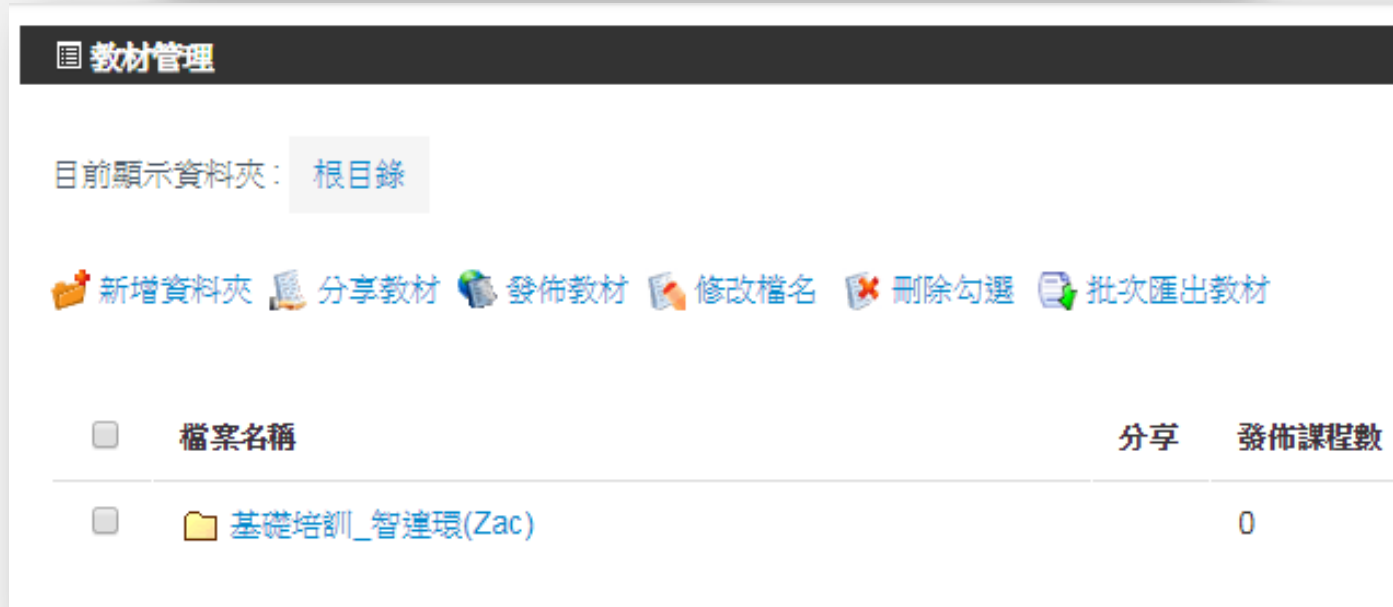 教材管理
目前顯示資料夾： 根目錄
新增資料夾 分享教材 發佈教材 修改檔名 刪除勾選 批次匯出教材
檔案名稱 分享 發佈課程數
基礎培訓_智連環(Zac) 0